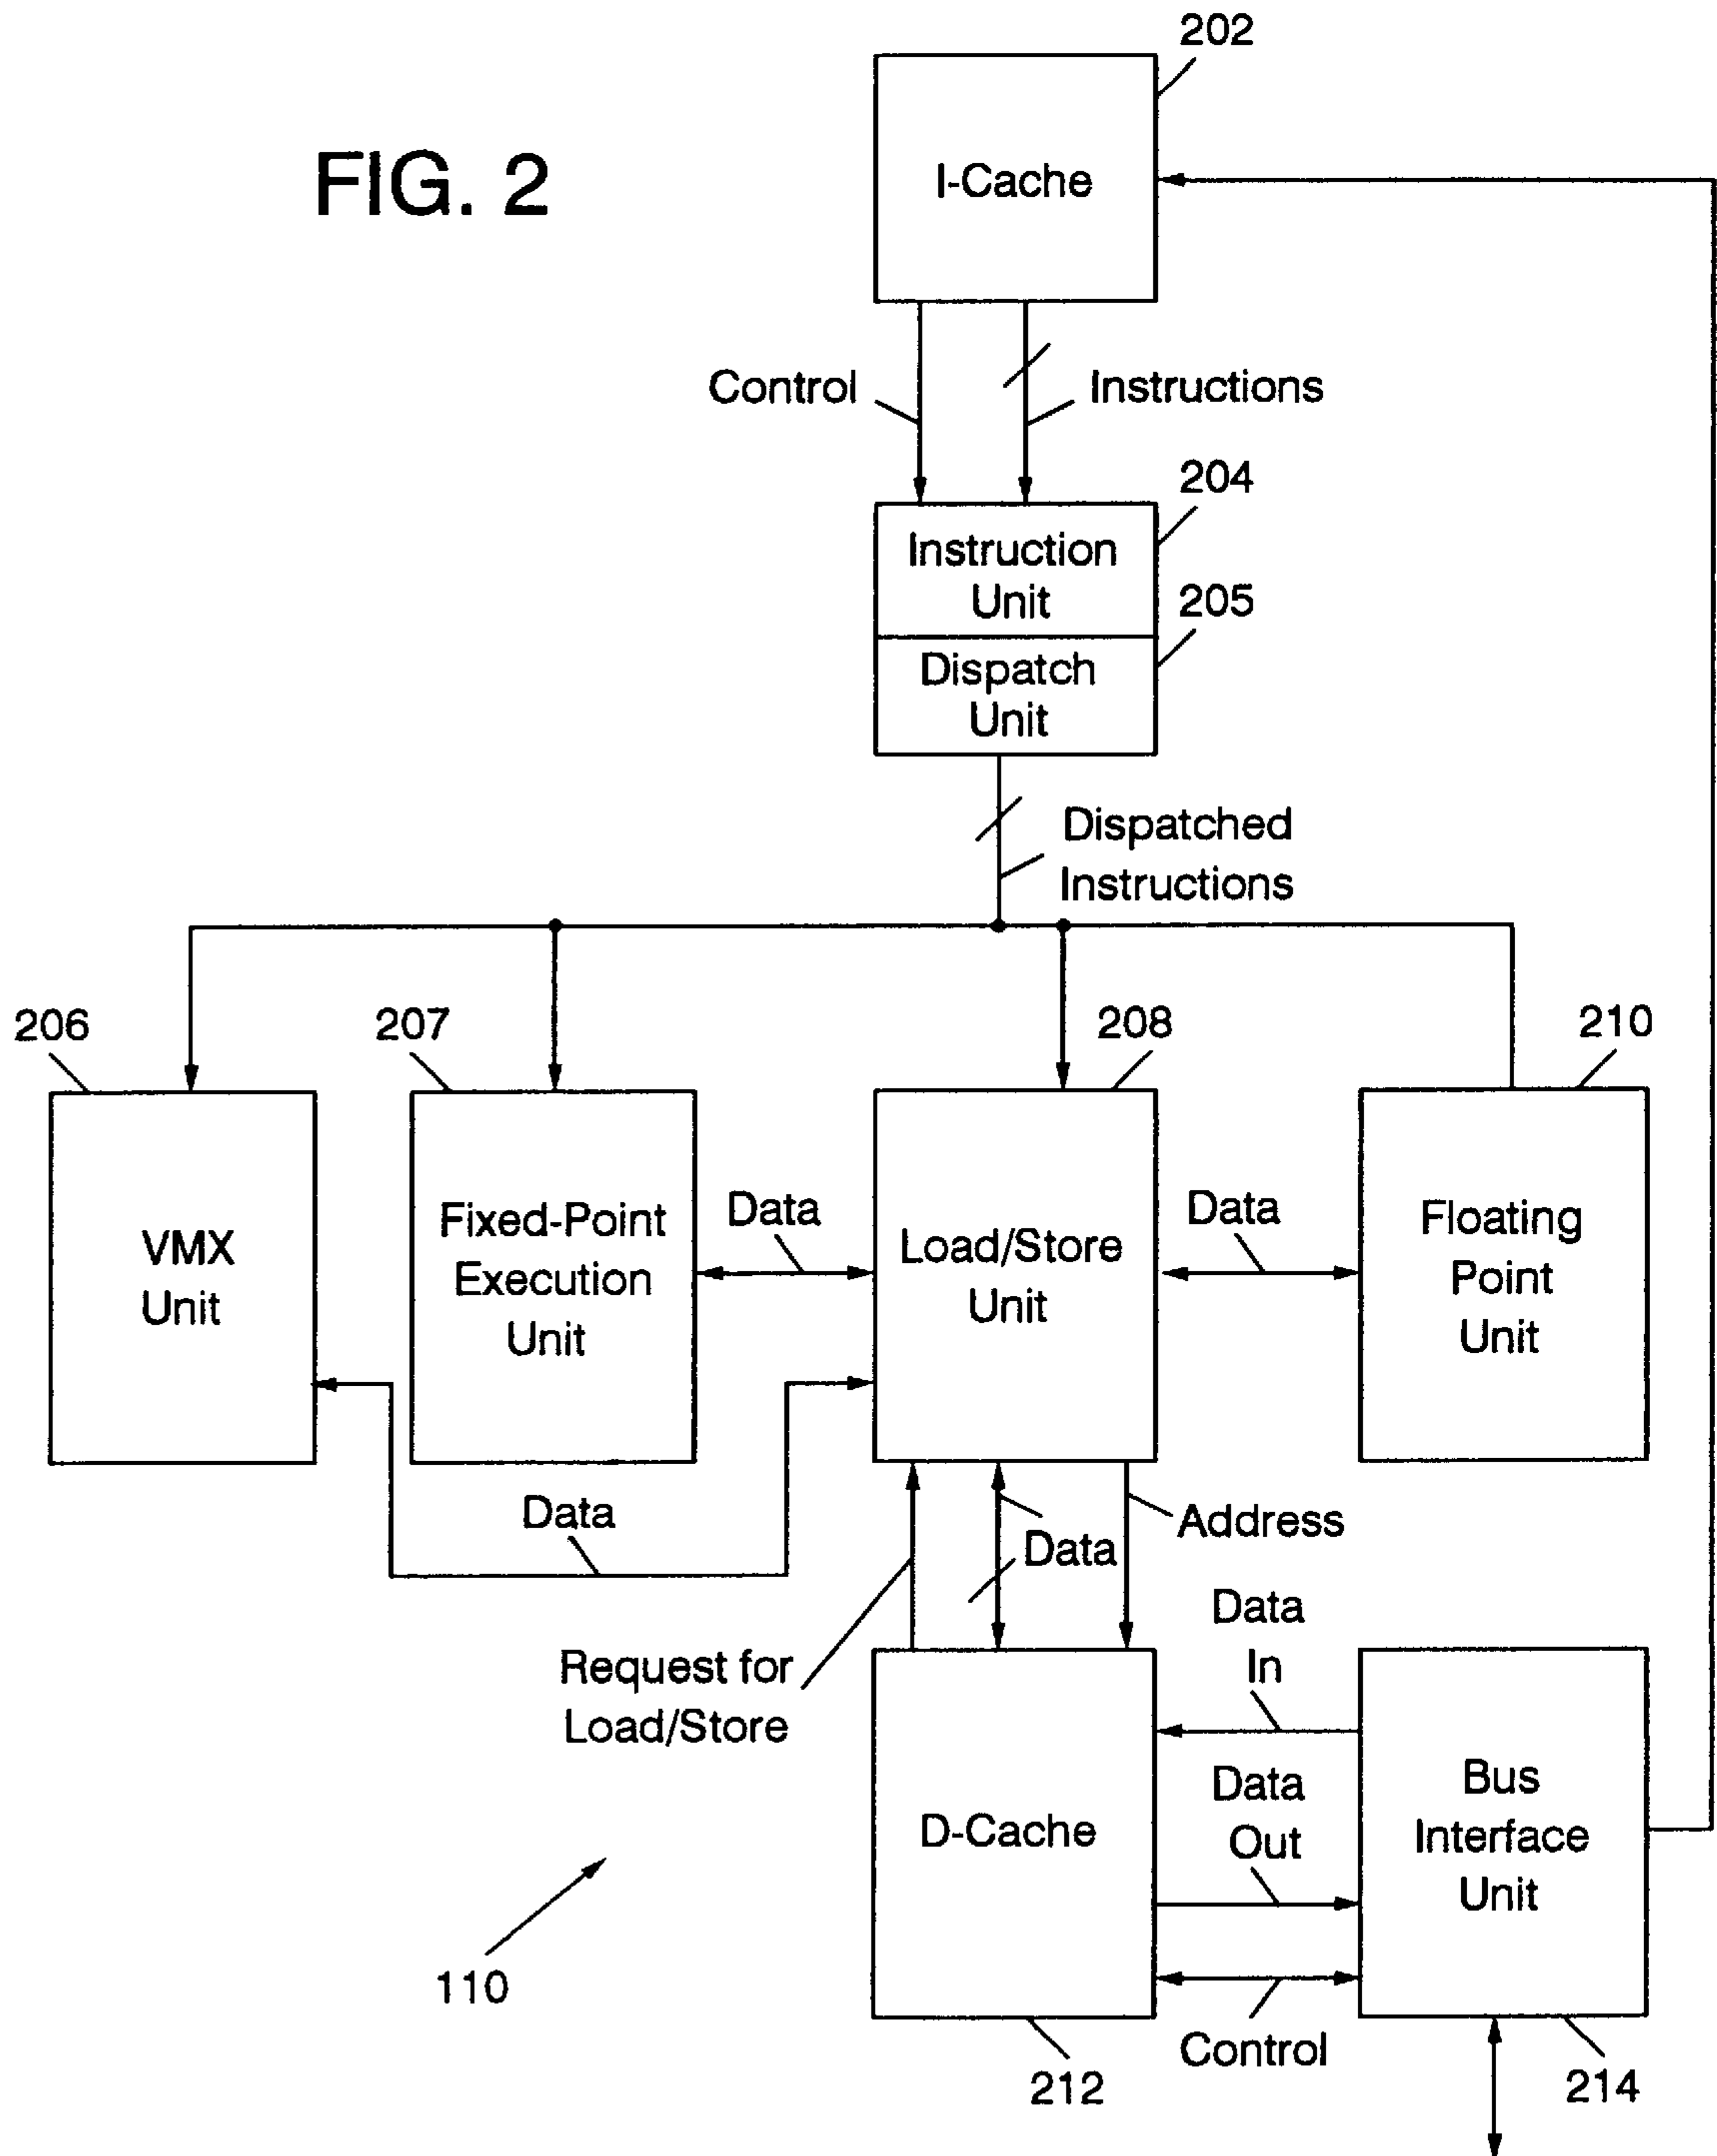 FIG. 2
202
I-Cache
Control
Instructions
204
Instruction
Unit
205
Dispatch
Unit
Dispatched
Instructions
206
207
208
210
VMX
Unit
Fixed-Point
Execution
Unit
Data
Load/Store
Unit
Data
Floating
Point
Unit
Data
Data
Address
Request for
Load/Store
Data
In
D-Cache
Data
Out
Bus
Interface
Unit
110
Control
212
214